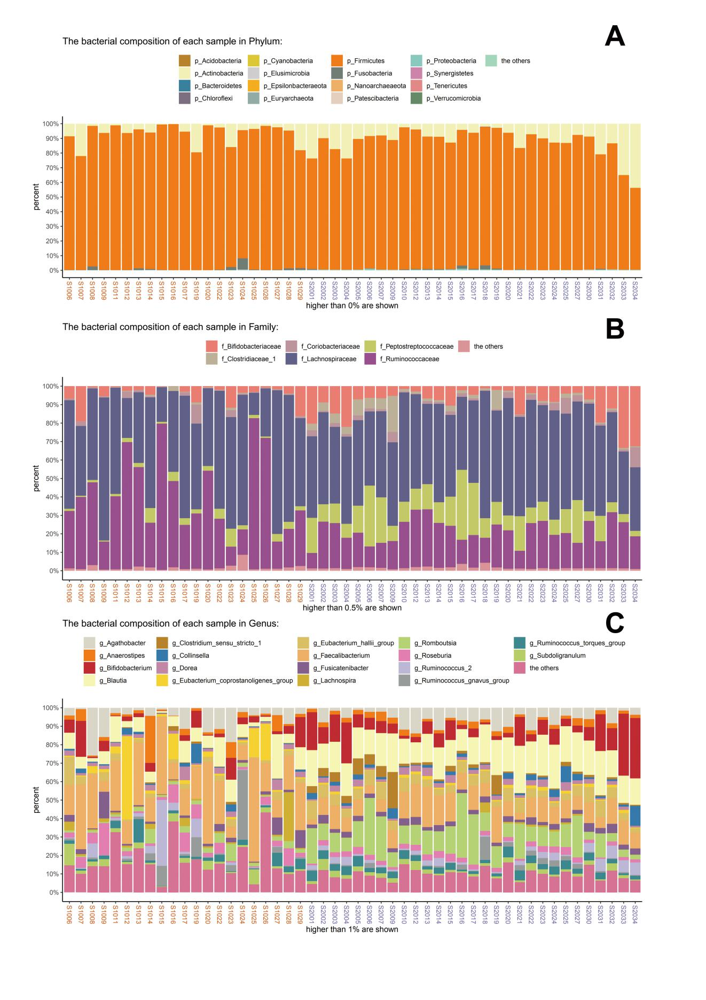 A
The bacterial composition of each sample in Phylum:
p_Acidobacteria p_Cyanobacteria p_Firmicutes p_Proteobacteria the others
p_Actinobacteria p_Elusimicrobia p_Fusobacteria p_Synergistetes
p_Bacteroidetes p_Epsilonbacteraeota p_Nanoarchaeaeota p_Tenericutes
p_Chloroflexi p_Euryarchaeota p_Patescibacteria p_Verrucomicrobia
100%
90%
80%
70%
60%
50%
40%
30%
20%
10%
0%
percent
S1006 S1007 S1008 S1009 S1011 S1012 S1013 S1014 S1015 S1016 S1017 S1019 S1020 S1022 S1023 S1024 S1025 S1026 S1027 S1028 S1029 S2001 S2002 S2003 S2004 S2005 S2006 S2007 S2009 S2010 S2012 S2013 S2014 S2015 S2016 S2017 S2018 S2019 S2020 S2021 S2022 S2023 S2024 S2025 S2027 S2030 S2031 S2032 S2033 S2034
higher than 0% are shown
B
The bacterial composition of each sample in Family:
f_Bifidobacteriaceae f_Coriobacteriaceae f_Peptostreptococcaceae the others
f_Clostridiaceae_1 f_Lachnospiraceae f_Ruminococcaceae
100%
90%
80%
70%
60%
50%
40%
30%
20%
10%
0%
percent
S1006 S1007 S1008 S1009 S1011 S1012 S1013 S1014 S1015 S1016 S1017 S1019 S1020 S1022 S1023 S1024 S1025 S1026 S1027 S1028 S1029 S2001 S2002 S2003 S2004 S2005 S2006 S2007 S2009 S2010 S2012 S2013 S2014 S2015 S2016 S2017 S2018 S2019 S2020 S2021 S2022 S2023 S2024 S2025 S2027 S2030 S2031 S2032 S2033 S2034
higher than 0.5% are shown
C
The bacterial composition of each sample in Genus:
g_Agathobacter g_Clostridium_sensu_stricto_1 g_Eubacterium_hallii_group g_Romboutsia g_Ruminococcus_torques_group
g_Anaerostipes g_Collinsella g_Faecalibacterium g_Roseburia g_Subdoligranulum
g_Bifidobacterium g_Dorea g_Fusicatenibacter g_Ruminococcus_2 the others
g_Blautia g_Eubacterium_coprostanoligenes_group g_Lachnospira g_Ruminococcus_gnavus_group
100%
90%
80%
70%
60%
50%
40%
30%
20%
10%
0%
percent
S1006 S1007 S1008 S1009 S1011 S1012 S1013 S1014 S1015 S1016 S1017 S1019 S1020 S1022 S1023 S1024 S1025 S1026 S1027 S1028 S1029 S2001 S2002 S2003 S2004 S2005 S2006 S2007 S2009 S2010 S2012 S2013 S2014 S2015 S2016 S2017 S2018 S2019 S2020 S2021 S2022 S2023 S2024 S2025 S2027 S2030 S2031 S2032 S2033 S2034
higher than 1% are shown